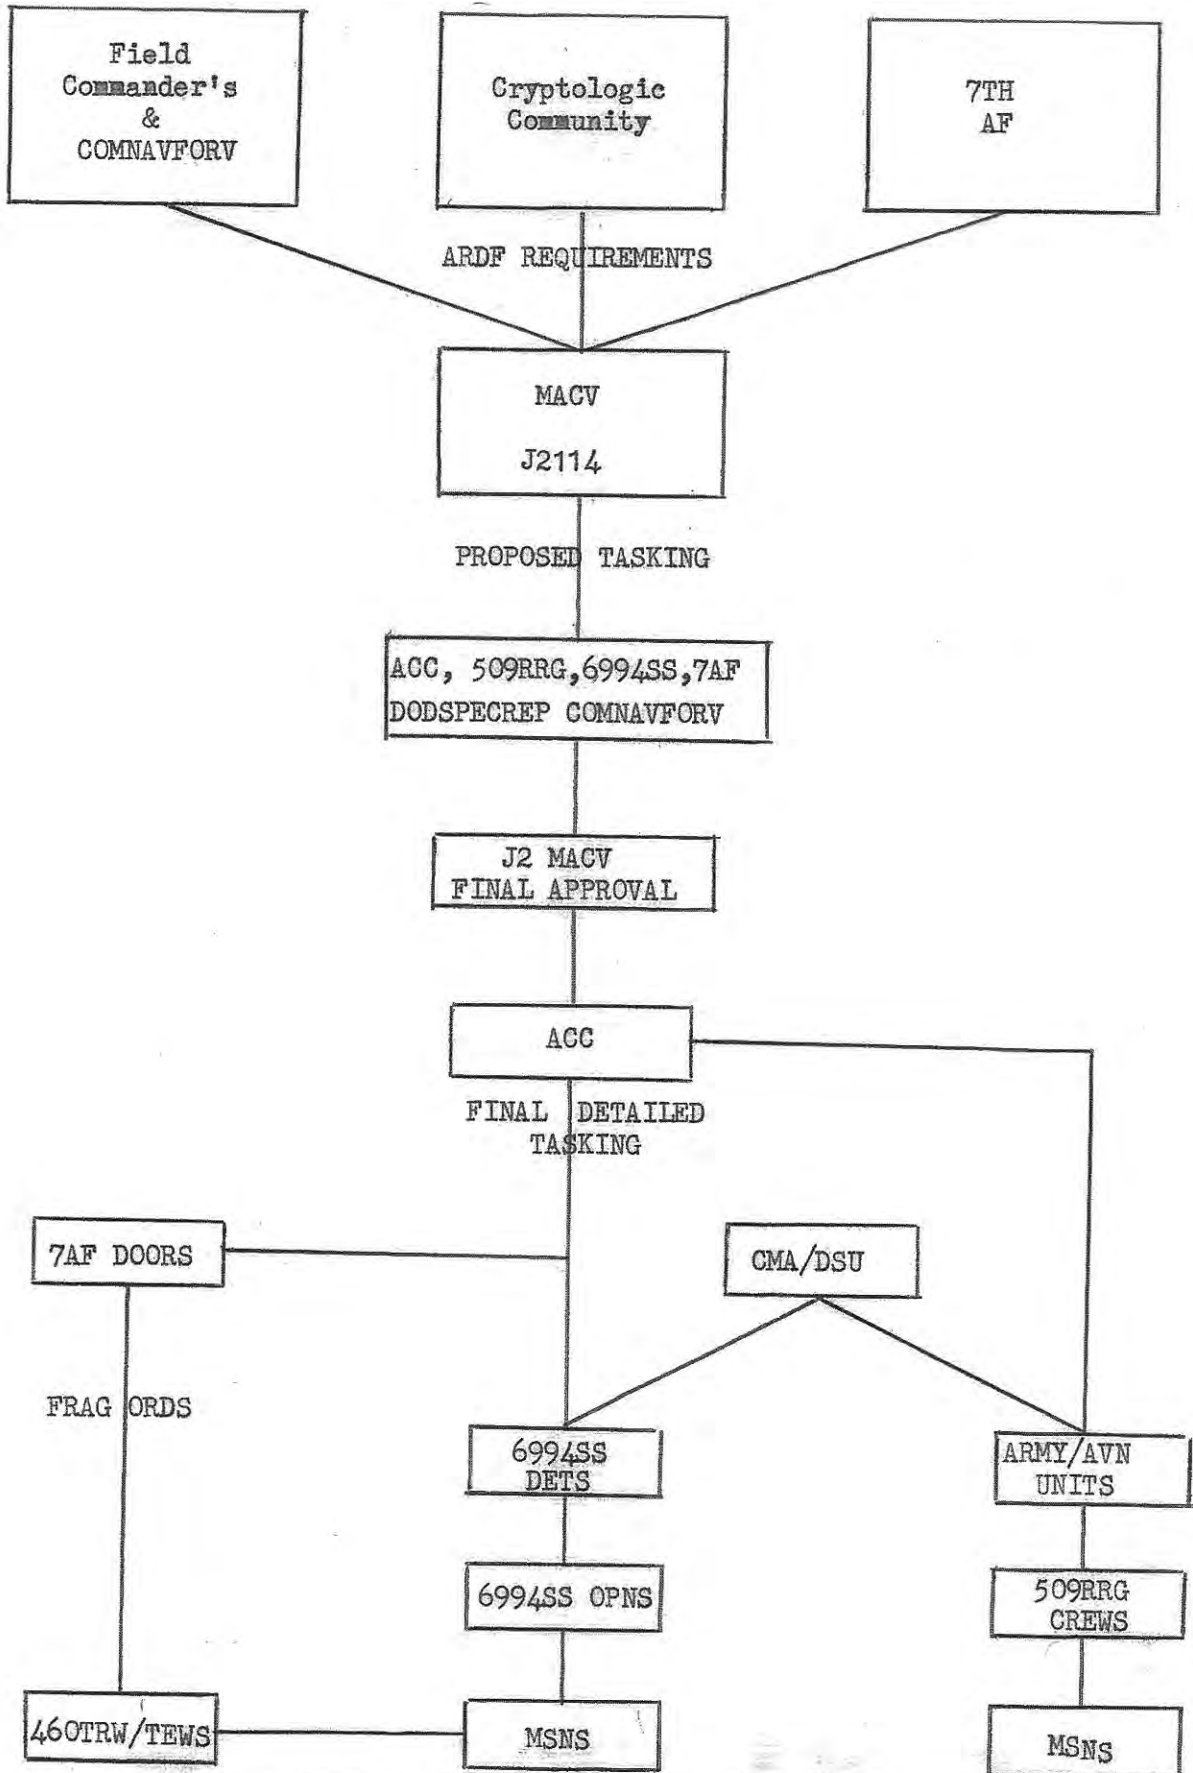 Field
Commander's
&
COMNAVFORV
Cryptologic
Community
7TH
AF
ARDF REQUIREMENTS
MACV
J2114
PROPOSED TASKING
ACC, 509RRG,6994SS,7AF
DODSPECREP COMNAVFORV
J2 MACV
FINAL APPROVAL
ACC
FINAL DETAILED
TASKING
7AF DOORS
CMA/DSU
FRAG ORDS
6994SS
DETS
ARMY/AVN
UNITS
6994SS OPNS
509RRG
CREWS
460TRW/TEWS
MSNS
MSNS